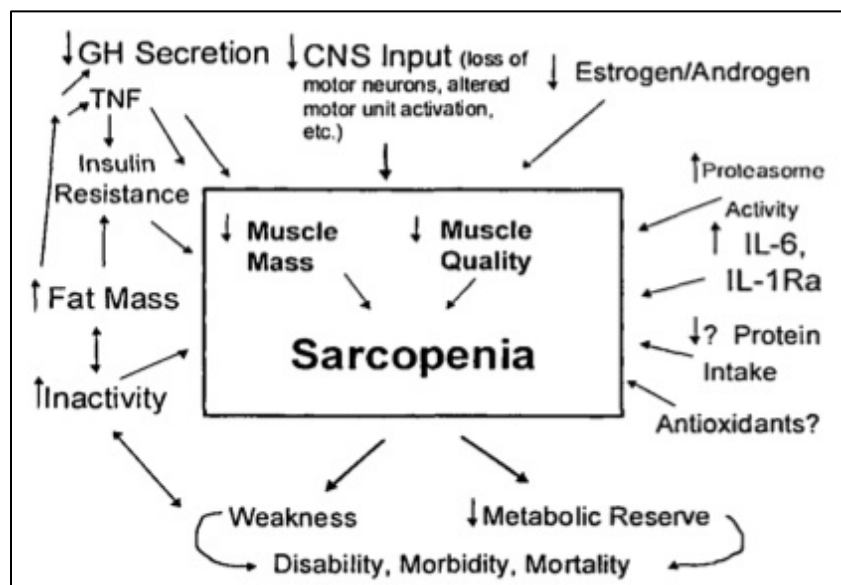 ↓GH Secretion
TNF
Insulin
Resistance
↑Fat Mass
↑Inactivity
↓CNS Input (loss of
motor neurons, altered
motor unit activation,
etc.)
↓ Estrogen/Androgen
↑Proteasome
Activity
↑ IL-6,
IL-1Ra
↓? Protein
Intake
Antioxidants?
↓ Muscle
Mass
↓ Muscle
Quality
Sarcopenia
Weakness
↓Metabolic Reserve
Disability, Morbidity, Mortality